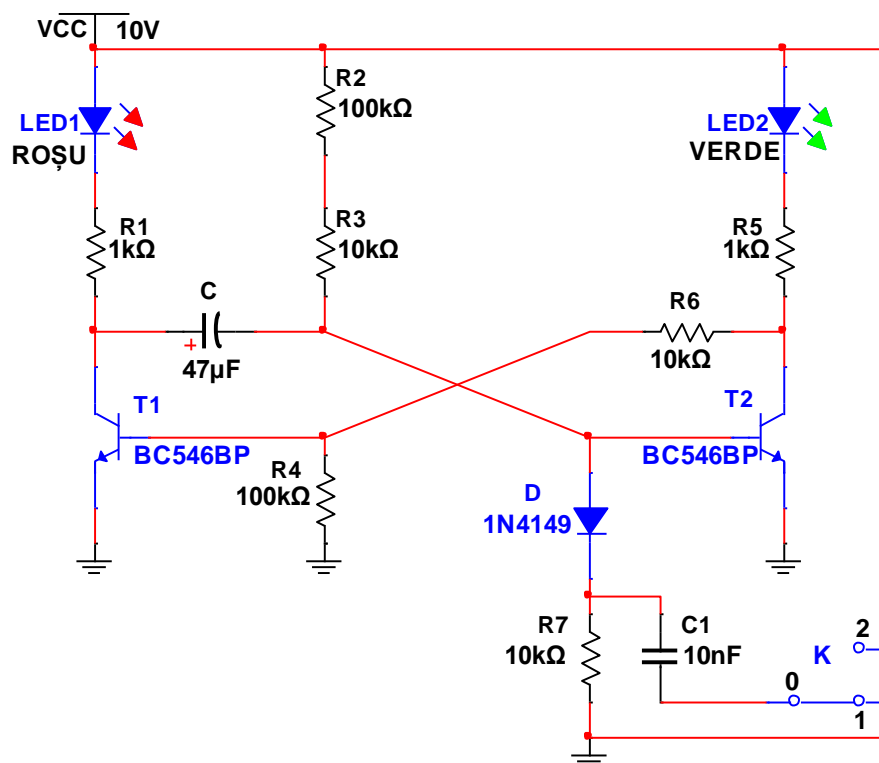 VCC 10V
R2
100kΩ
LED1
ROȘU
LED2
VERDE
R3
10kΩ
R1
1kΩ
R5
1kΩ
C
+
47µF
R6
10kΩ
T1
BC546BP
T2
BC546BP
R4
100kΩ
D
1N4149
R7
10kΩ
C1
10nF
2
K
0
1